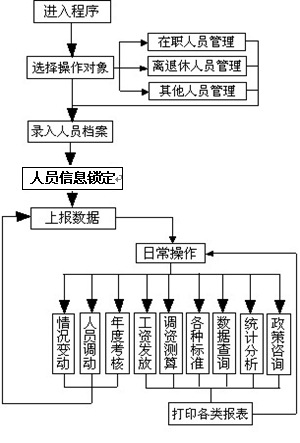 进入程序
选择操作对象
在职人员管理
离退休人员管理
其他人员管理
录入人员档案
人员信息锁定
上报数据
日常操作
情况变动
人员调动
年度考核
工资发放
调资测算
各种标准
数据查询
统计分析
政策咨询
打印各类报表